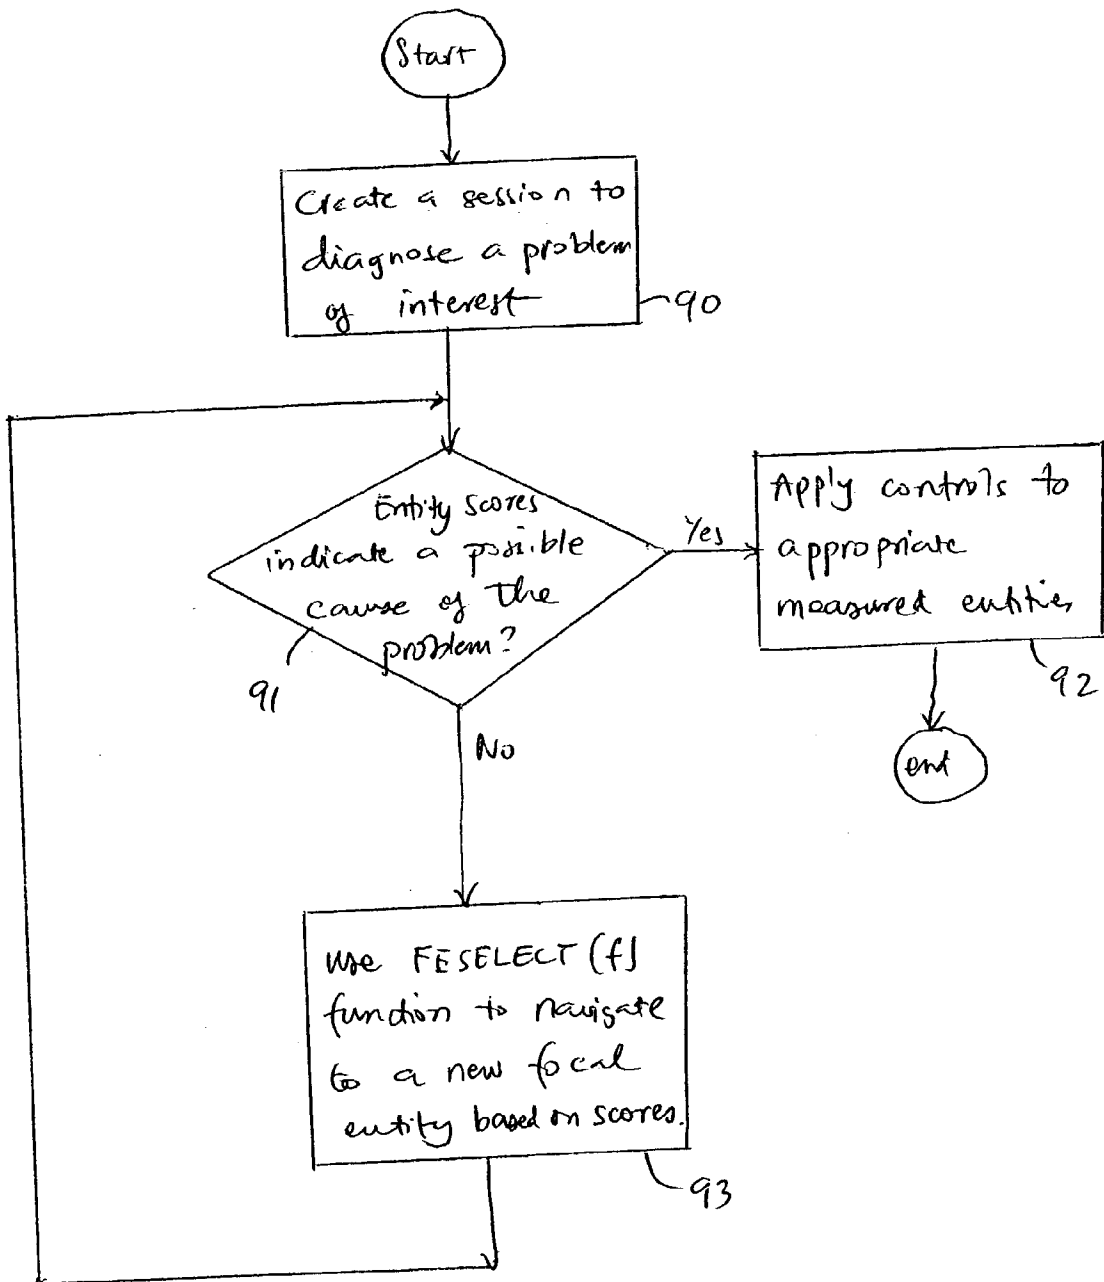 Start
Create a session to
diagnose a problem
of interest
90
Entity scores
indicate a possible
cause of the
problem?
91
Yes
Apply controls to
appropriate
measured entities
92
end
No
use FESELECT (f)
function to navigate
to a new focal
entity based on scores.
93